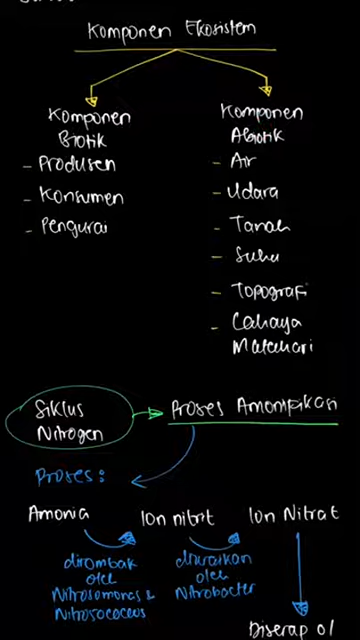 Komponen Ekosistem
Komponen
Biotik
- Produsen
- Konsumen
- Pengurai
Komponen
Abiotik
- Air
- Udara
- Tanah
- Suhu
- Topografi
- Cahaya
Matahari
Siklus
Nitrogen
Proses Amonifikasi
Proses :
Amonia
Ion nitrit
Ion Nitrat
dirombak
oleh
Nitrosomonas &
Nitrosococcus
diuraikan
oleh
Nitrobacter
Diserap ol